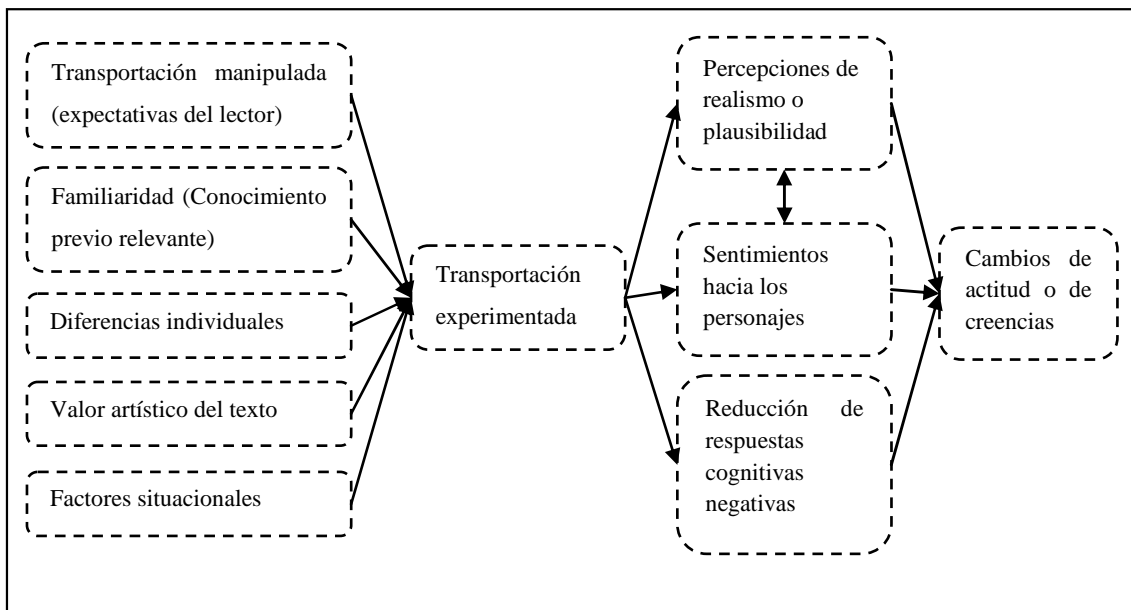 Transportación manipulada
(expectativas del lector)
Familiaridad (Conocimiento
previo relevante)
Diferencias individuales
Valor artístico del texto
Factores situacionales
Transportación
experimentada
Percepciones de
realismo o
plausibilidad
Sentimientos
hacia los
personajes
Reducción de
respuestas
cognitivas
negativas
Cambios de
actitud o de
creencias